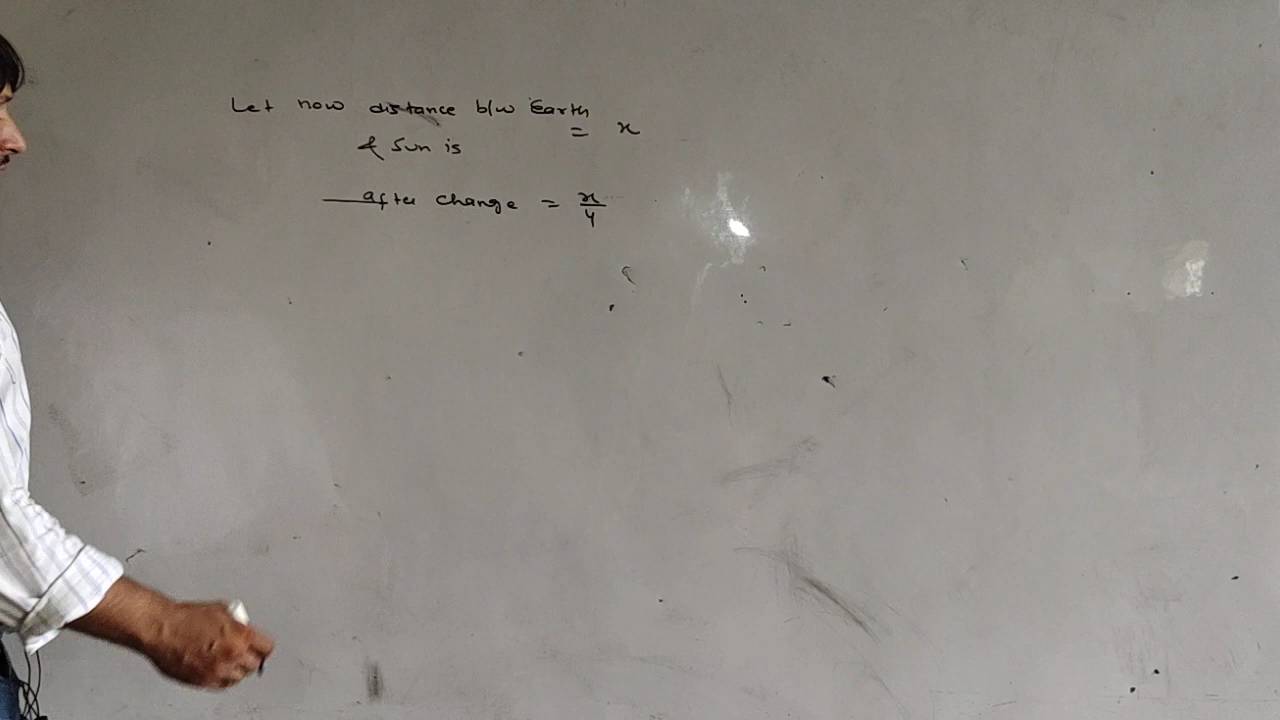 Let now distance b/w Earth
& Sun is = x
after change = x/4